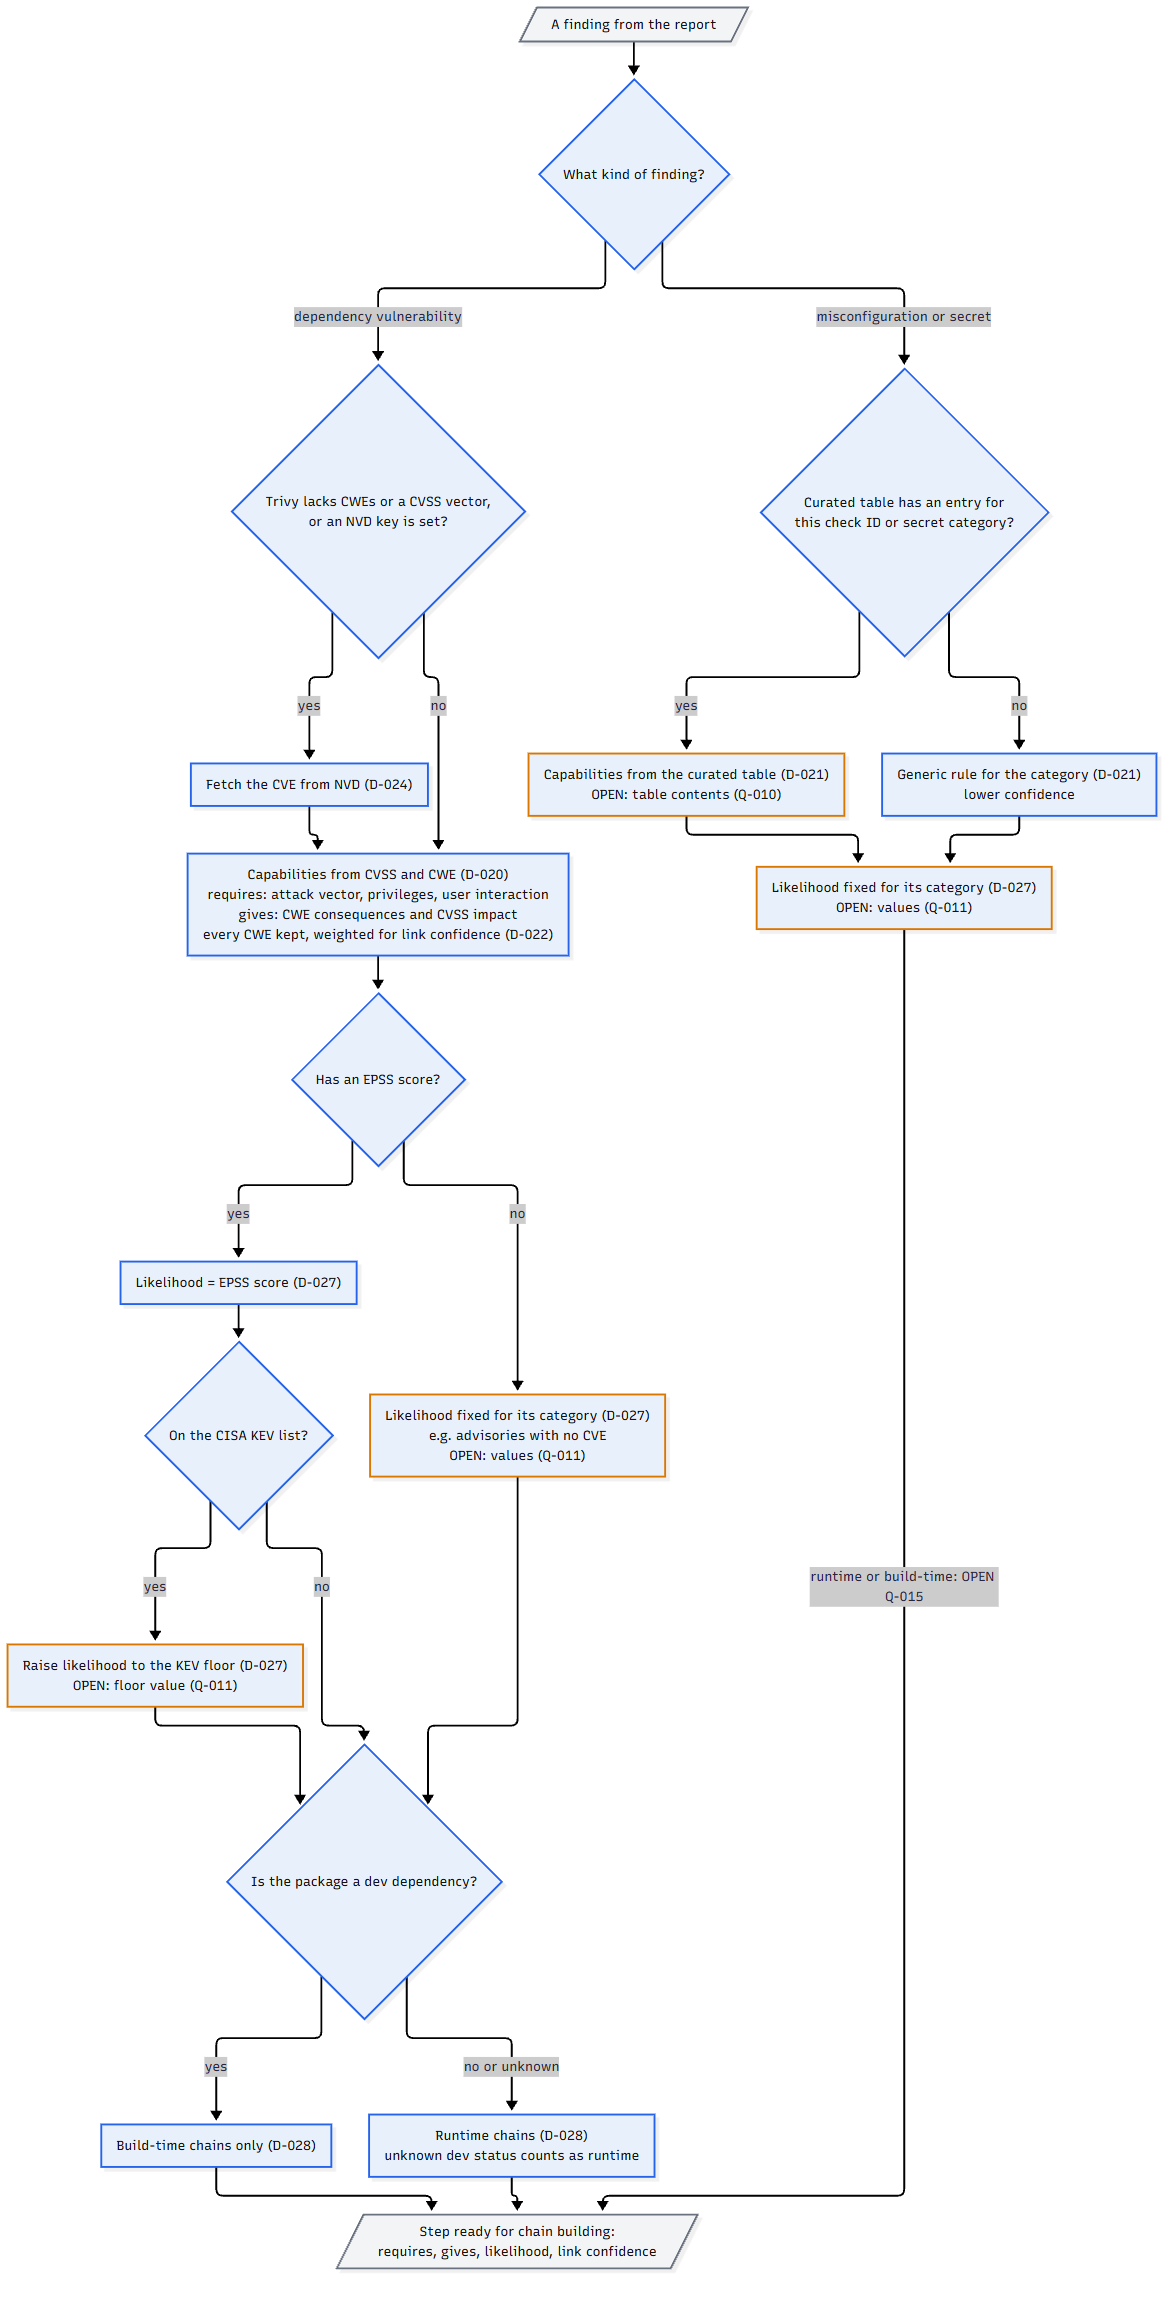 A finding from the report
What kind of finding?
dependency vulnerability
misconfiguration or secret
Trivy lacks CWEs or a CVSS vector,
or an NVD key is set?
Curated table has an entry for
this check ID or secret category?
yes
no
yes
no
Fetch the CVE from NVD (D-024)
Capabilities from the curated table (D-021)
OPEN: table contents (Q-010)
Generic rule for the category (D-021)
lower confidence
Capabilities from CVSS and CWE (D-020)
requires: attack vector, privileges, user interaction
gives: CWE consequences and CVSS impact
every CWE kept, weighted for link confidence (D-022)
Likelihood fixed for its category (D-027)
OPEN: values (Q-011)
Has an EPSS score?
yes
no
Likelihood = EPSS score (D-027)
On the CISA KEV list?
Likelihood fixed for its category (D-027)
e.g. advisories with no CVE
OPEN: values (Q-011)
yes
no
runtime or build-time: OPEN
Q-015
Raise likelihood to the KEV floor (D-027)
OPEN: floor value (Q-011)
Is the package a dev dependency?
yes
no or unknown
Build-time chains only (D-028)
Runtime chains (D-028)
unknown dev status counts as runtime
Step ready for chain building:
requires, gives, likelihood, link confidence